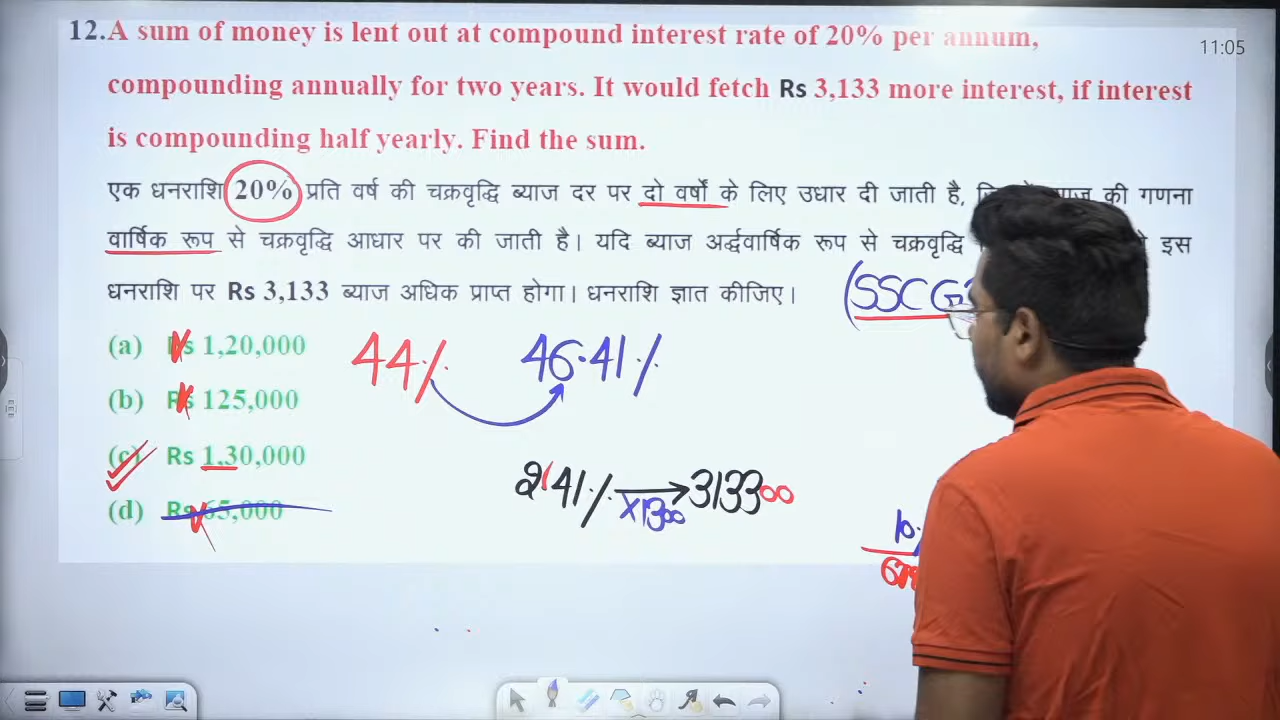 12.A sum of money is lent out at compound interest rate of 20% per annum,
11:05
compounding annually for two years. It would fetch Rs 3,133 more interest, if interest
is compounding half yearly. Find the sum.
एक धनराशि 20% प्रति वर्ष की चक्रवृद्धि ब्याज दर पर दो वर्षों के लिए उधार दी जाती है, की गणना
वार्षिक रूप से चक्रवृद्धि आधार पर की जाती है। यदि ब्याज अर्द्धवार्षिक रूप से चक्रवृद्धि इस
धनराशि पर Rs 3,133 ब्याज अधिक प्राप्त होगा। धनराशि ज्ञात कीजिए।
(SSC
(a) Rs 1,20,000
44% 46.41%
(b) Rs 125,000
(c) Rs 1,30,000
2.41% → 313300
×1300
(d) Rs 65,000